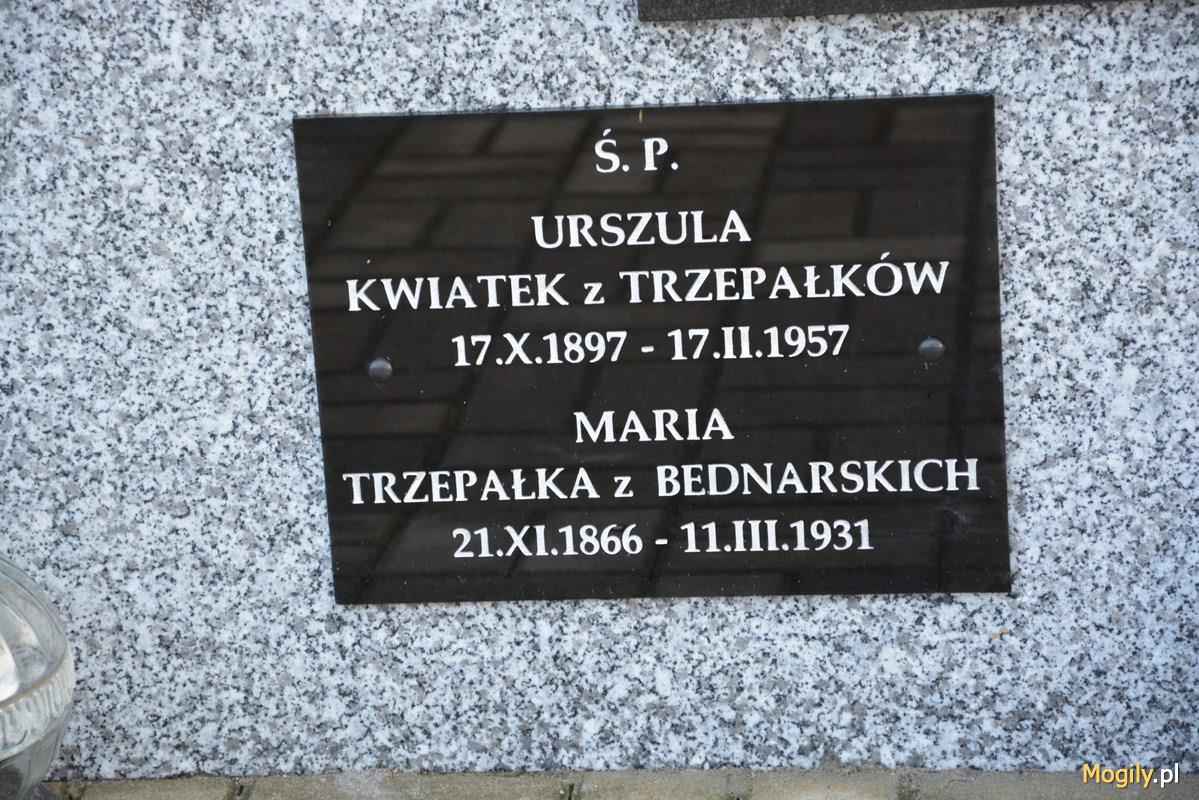 Ś. P.
URSZULA
KWIATEK z TRZEPAŁKÓW
17.X.1897 - 17.II.1957
MARIA
TRZEPAŁKA z BEDNARSKICH
21.XI.1866 - 11.III.1931
Mogily.pl